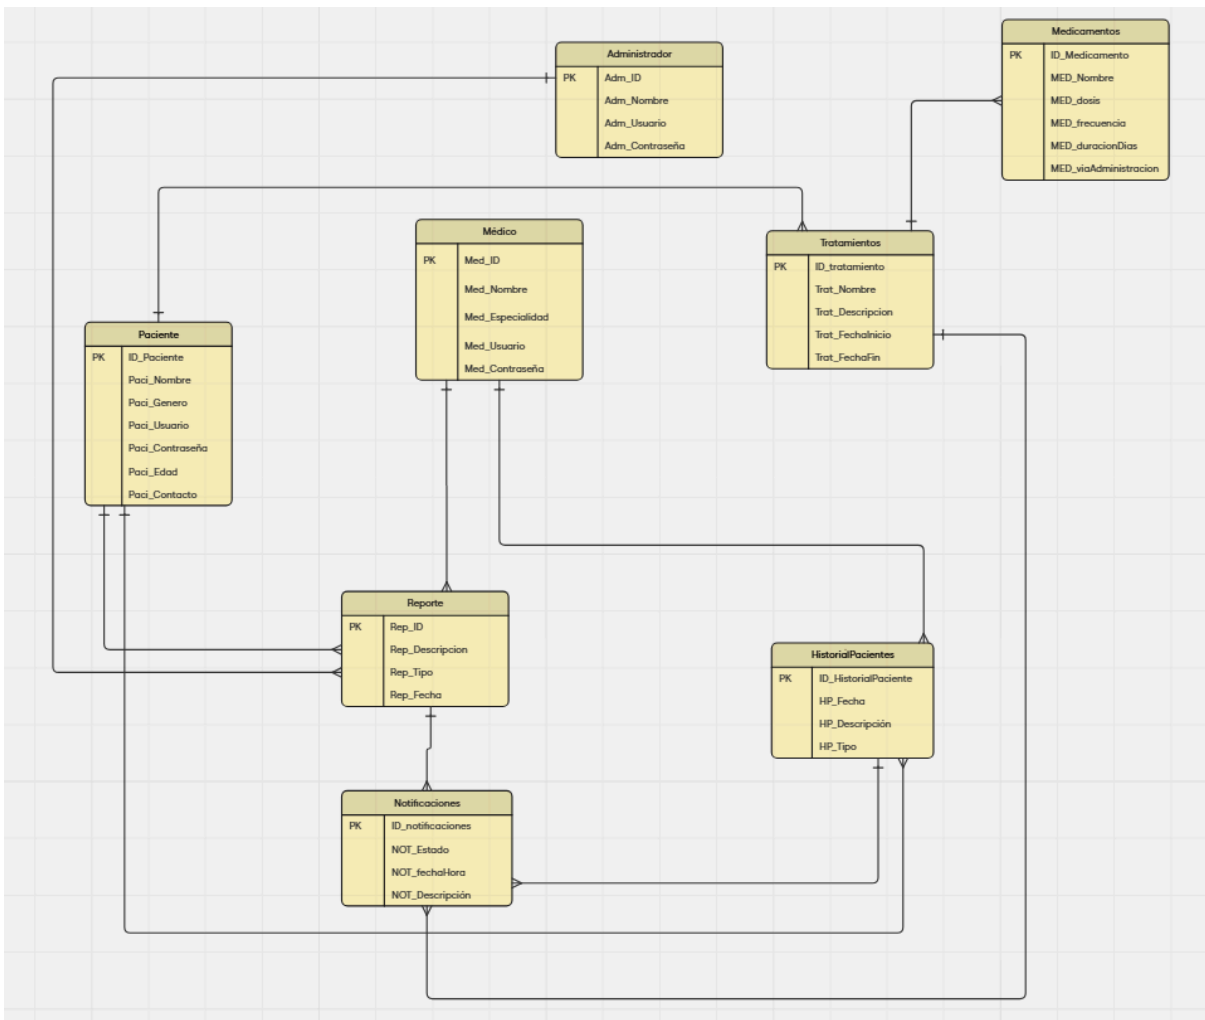 Administrador
PK Adm_ID
Adm_Nombre
Adm_Usuario
Adm_Contraseña
Medicamentos
PK ID_Medicamento
MED_Nombre
MED_dosis
MED_frecuencia
MED_duracionDias
MED_viaAdministracion
Médico
PK Med_ID
Med_Nombre
Med_Especialidad
Med_Usuario
Med_Contraseña
Tratamientos
PK ID_tratamiento
Trat_Nombre
Trat_Descripcion
Trat_FechaInicio
Trat_FechaFin
Paciente
PK ID_Paciente
Paci_Nombre
Paci_Genero
Paci_Usuario
Paci_Contraseña
Paci_Edad
Paci_Contacto
Reporte
PK Rep_ID
Rep_Descripcion
Rep_Tipo
Rep_Fecha
HistorialPacientes
PK ID_HistorialPaciente
HP_Fecha
HP_Descripción
HP_Tipo
Notificaciones
PK ID_notificaciones
NOT_Estado
NOT_fechaHora
NOT_Descripción